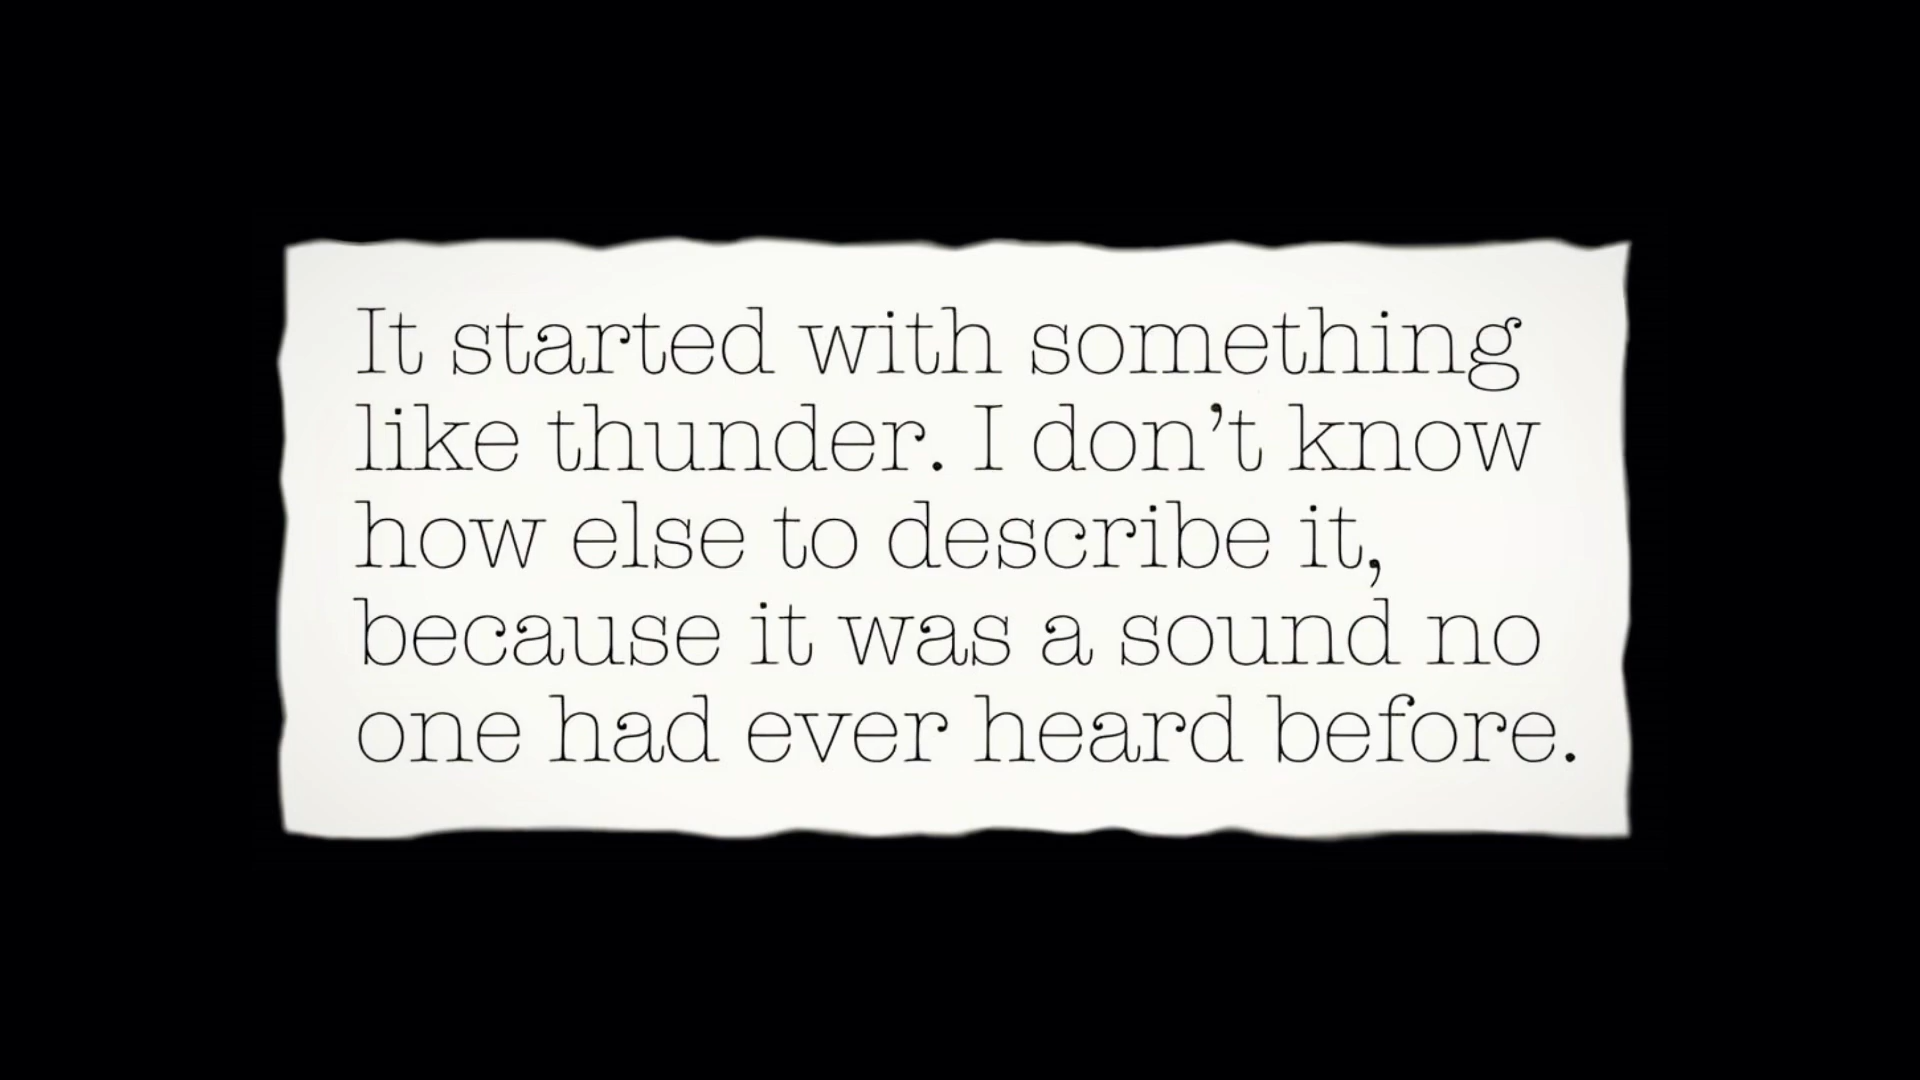 It started with something
like thunder. I don’t know
how else to describe it,
because it was a sound no
one had ever heard before.